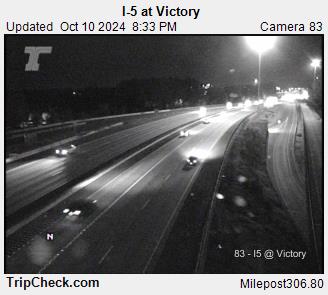 I-5 at Victory
Updated Oct 10 2024 8:33 PM Camera 83
T
N
83 - I5 @ Victory
TripCheck.com Milepost306.80